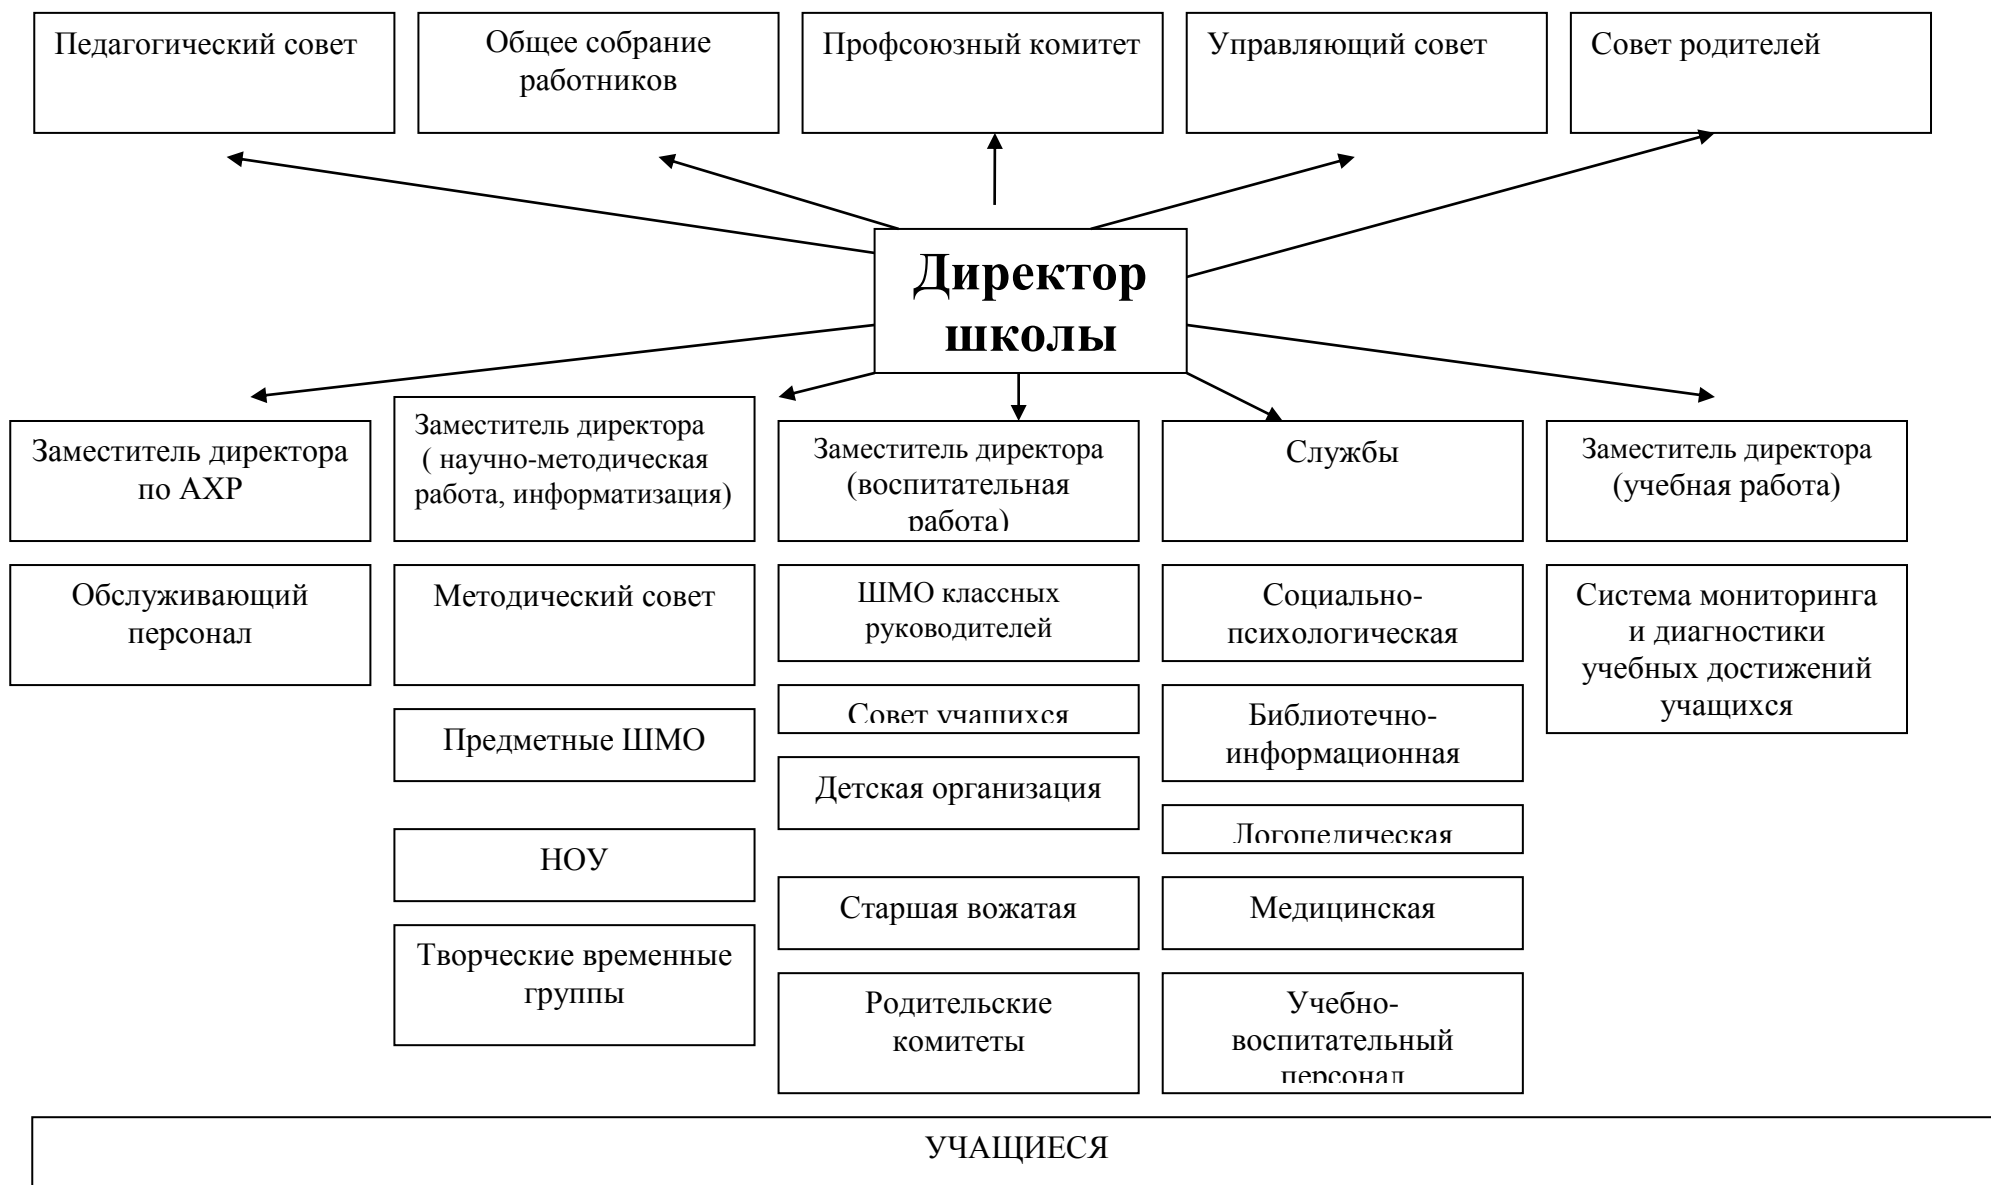 Педагогический совет
Общее собрание
работников
Профсоюзный комитет
Управляющий совет
Совет родителей
Директор
школы
Заместитель директора
по АХР
Заместитель директора
( научно-методическая
работа, информатизация)
Заместитель директора
(воспитательная
работа)
Службы
Заместитель директора
(учебная работа)
Обслуживающий
персонал
Методический совет
ШМО классных
руководителей
Социально-
психологическая
Система мониторинга
и диагностики
учебных достижений
учащихся
Предметные ШМО
Совет учащихся
Библиотечно-
информационная
Детская организация
Логопедическая
НОУ
Старшая вожатая
Медицинская
Творческие временные
группы
Родительские
комитеты
Учебно-
воспитательный
персонал
УЧАЩИЕСЯ